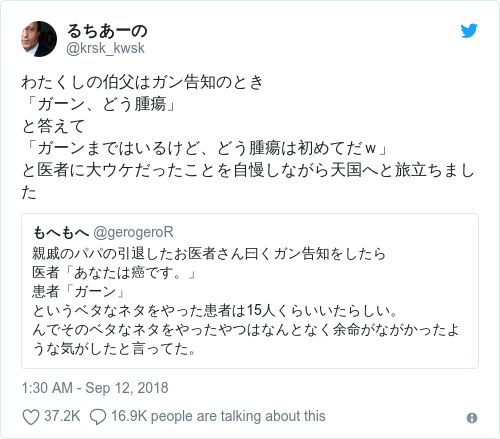 るちあーの
@krsk_kwsk
わたくしの伯父はガン告知のとき
「ガーン、どう腫瘍」
と答えて
「ガーンまではいるけど、どう腫瘍は初めてだｗ」
と医者に大ウケだったことを自慢しながら天国へと旅立ちまし
た
もへもへ @gerogeroR
親戚のパパの引退したお医者さん曰くガン告知をしたら
医者「あなたは癌です。」
患者「ガーン」
というベタなネタをやった患者は15人くらいいたらしい。
んでそのベタなネタをやったやつはなんとなく余命がながかったよ
うな気がしたと言ってた。
1:30 AM - Sep 12, 2018
37.2K 16.9K people are talking about this